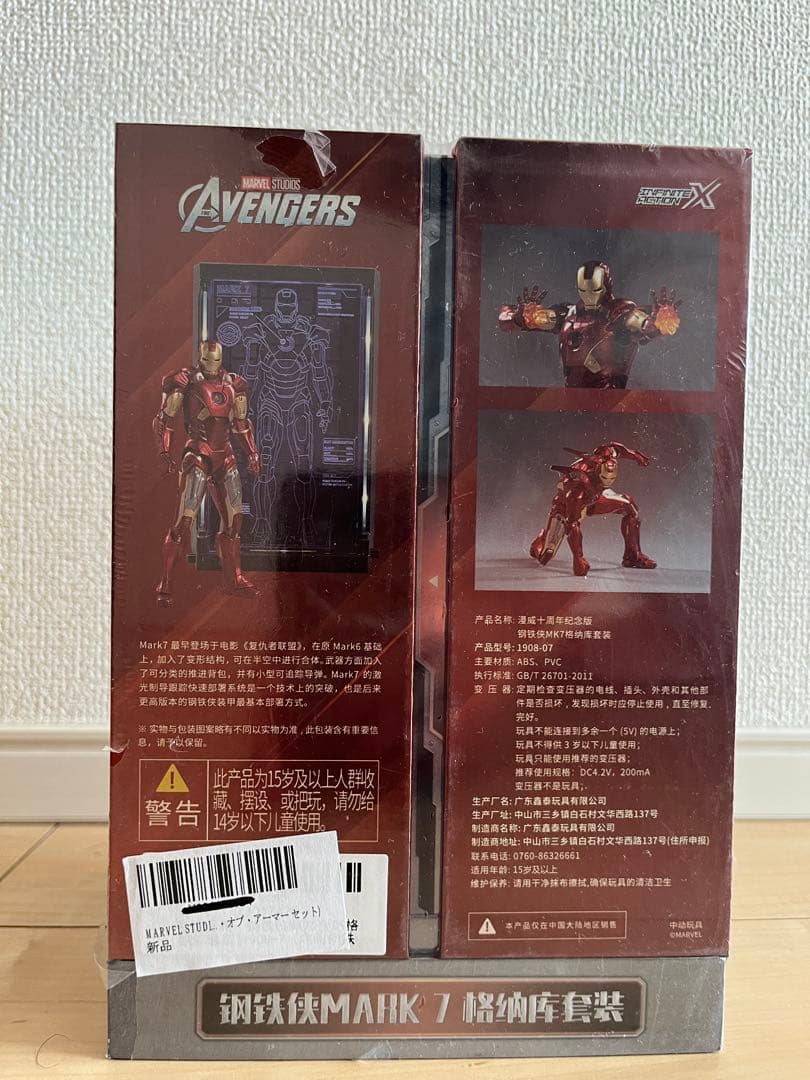 MARVEL STUDIOS
THE AVENGERS
MARK 7
Mark7 最早登场于电影《复仇者联盟》，在原 Mark6 基础
上，加入了变形结构，可在半空中进行合体。武器方面加入
了可分类的推进背包，并有小型可追踪导弹。Mark7 的激
光制导跟踪快速部署系统是一个技术上的突破，也是后来
更高版本的钢铁侠装甲最基本部署方式。
※ 实物与包装图案略有不同以实物为准，此包装含有重要信
息，请予以保留。
警告
此产品为15岁及以上人群收
藏、摆设、或把玩，请勿给
14岁以下儿童使用。
MARVEL STUDI..・オブ・アーマーセット)
新品
格
铁
INFINITE
ACTION X
产品名称: 漫威十周年纪念版
钢铁侠MK7格纳库套装
产品型号: 1908-07
主要材质: ABS、PVC
执行标准: GB/T 26701-2011
变 压 器: 定期检查变压器的电线、插头、外壳和其他部
件是否损坏，发现损坏时应停止使用，直至修复
完好。
玩具不能连接到多余一个 (5V) 的电源上；
玩具不得供 3 岁以下儿童使用；
玩具只能使用推荐的变压器；
推荐使用规格：DC4.2V，200mA
变压器不是玩具；
生产厂名: 广东鑫泰玩具有限公司
生产厂址: 中山市三乡镇白石村文华西路137号
制造商名称: 广东鑫泰玩具有限公司
制造商地址: 中山市三乡镇白石村文华西路137号(住所申报)
联系电话: 0760-86326661
适用年龄: 15岁及以上
维护保养: 请用干净抹布擦拭,确保玩具的清洁卫生
本产品仅在中国大陆地区销售
中动玩具
©MARVEL
钢铁侠MARK 7 格纳库套装